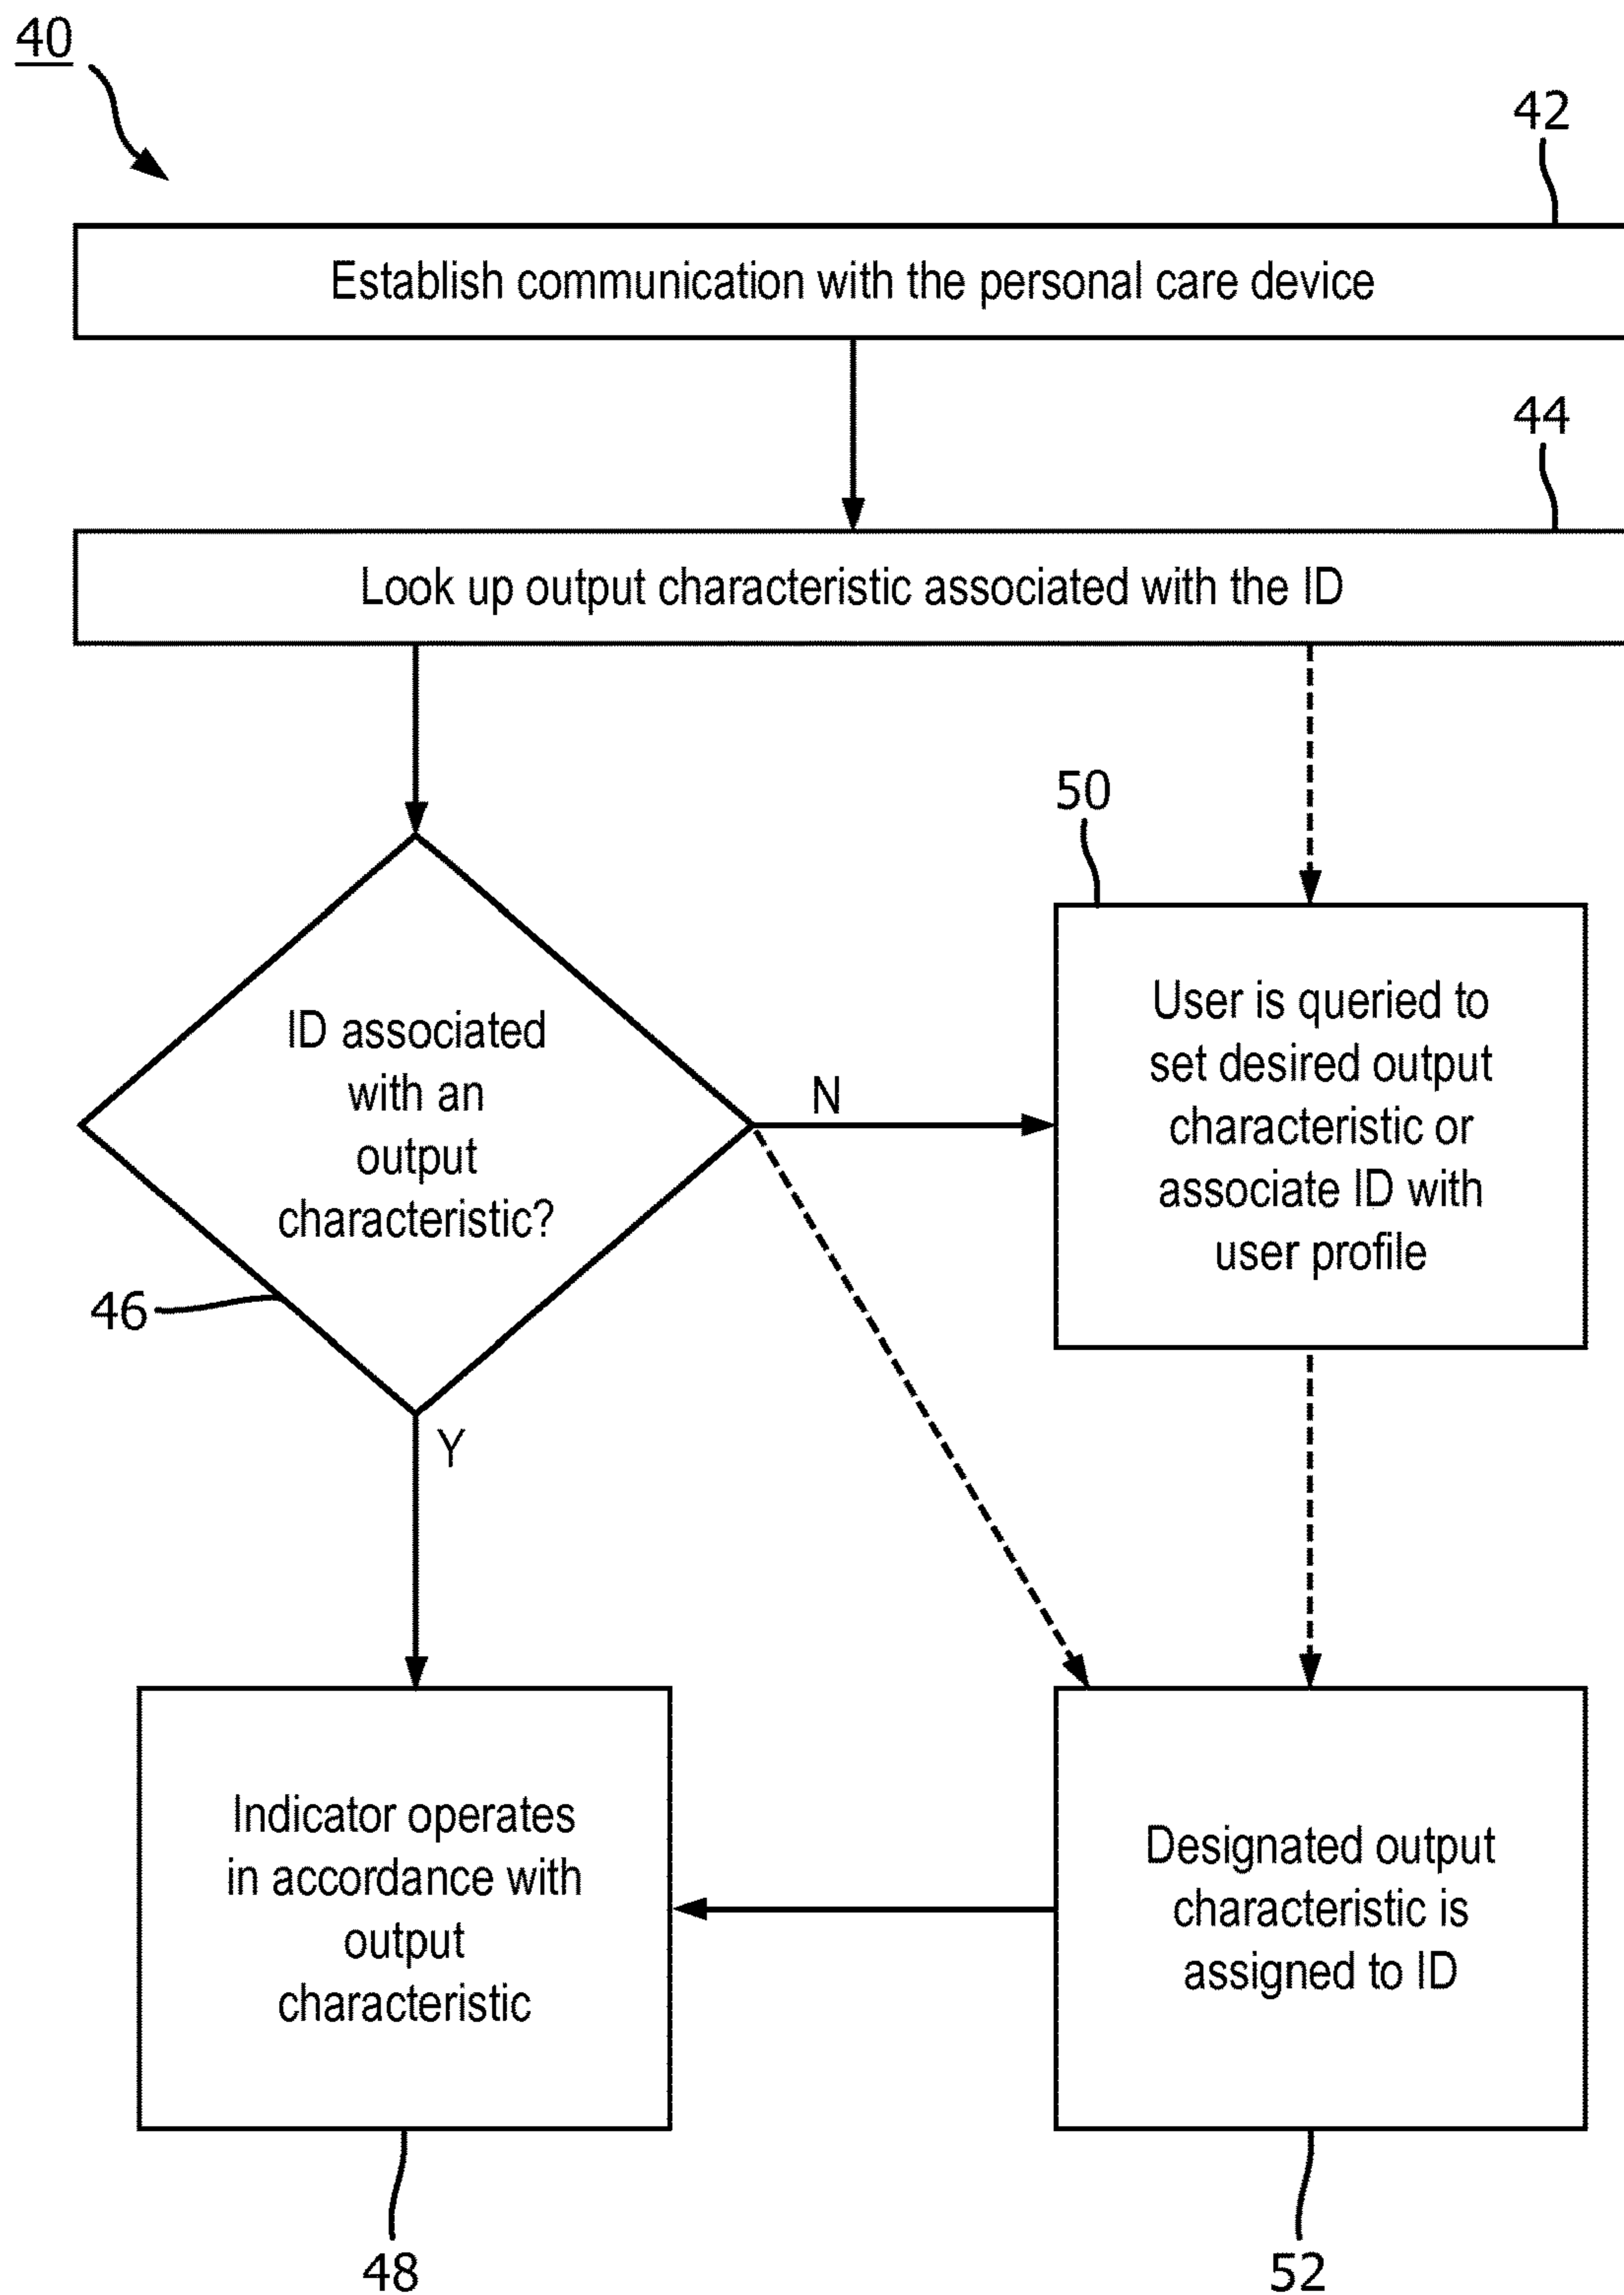 40
42
Establish communication with the personal care device
44
Look up output characteristic associated with the ID
50
ID associated
with an
output
characteristic?
N
User is queried to
set desired output
characteristic or
associate ID with
user profile
46
Y
Indicator operates
in accordance with
output
characteristic
Designated output
characteristic is
assigned to ID
48
52